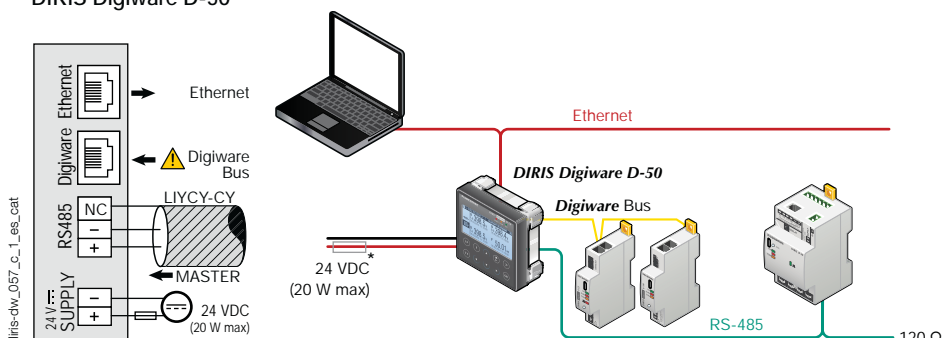 DIRIS Digiware D-50
Ethernet
Ethernet
Digiware
Digiware
Bus
RS485
NC
–
+
LIYCY-CY
MASTER
24 V
SUPPLY
–
+
24 VDC
(20 W max)
diris-dw_057_c_1_es_cat
Ethernet
DIRIS Digiware D-50
Digiware Bus
*
24 VDC
(20 W max)
RS-485
120 Ω